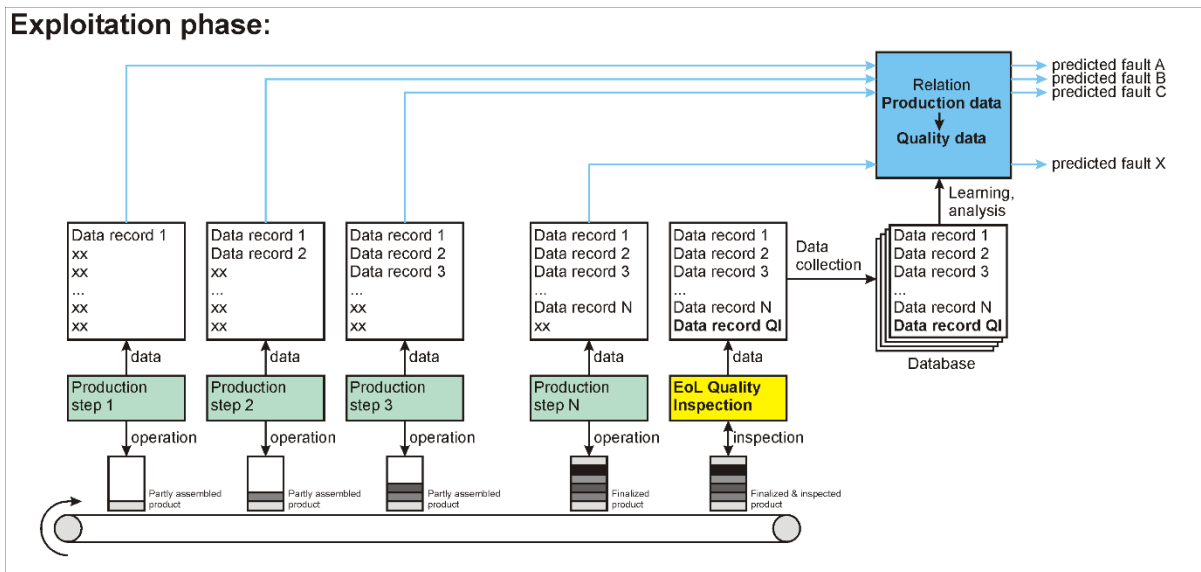 Exploitation phase:
predicted fault A
predicted fault B
predicted fault C
Relation
Production data
Quality data
predicted fault X
Learning,
analysis
Data record 1
xx
xx
...
xx
xx
Data record 1
Data record 2
xx
...
xx
xx
Data record 1
Data record 2
Data record 3
...
xx
xx
Data record 1
Data record 2
Data record 3
...
Data record N
xx
Data record 1
Data record 2
Data record 3
...
Data record N
Data record QI
Data
collection
Data record 1
Data record 2
Data record 3
...
Data record N
Data record QI
Database
data
data
data
data
data
Production
step 1
Production
step 2
Production
step 3
Production
step N
EoL Quality
Inspection
operation
operation
operation
operation
inspection
Partly assembled
product
Partly assembled
product
Partly assembled
product
Finalized
product
Finalized & inspected
product